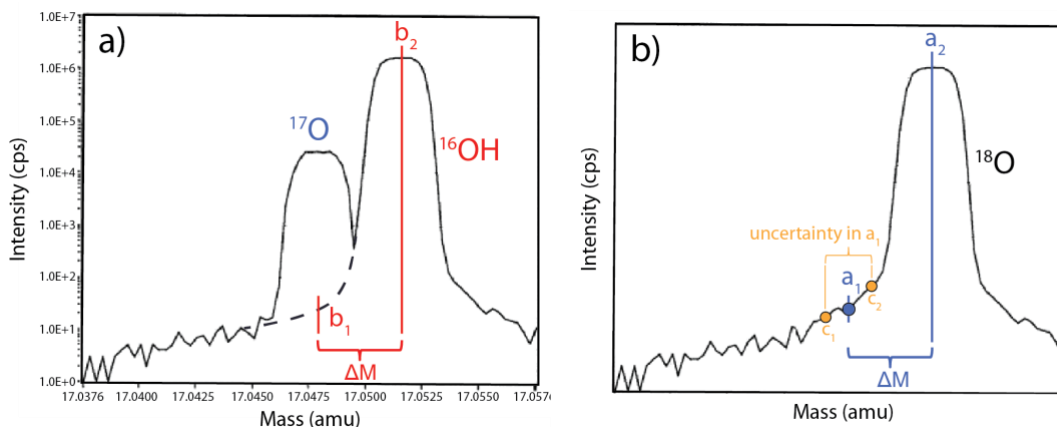 a)
Intensity (cps)
1.0E+7
1.0E+6
1.0E+5
1.0E+4
1.0E+3
1.0E+2
1.0E+1
1.0E+0
b₂
¹⁷O
¹⁶OH
b₁
ΔM
17.0376 17.0400 17.0425 17.0450 17.0475 17.0500 17.0525 17.0550 17.0576
Mass (amu)
b)
Intensity (cps)
a₂
¹⁸O
uncertainty in a₁
a₁
c₂
c₁
ΔM
Mass (amu)